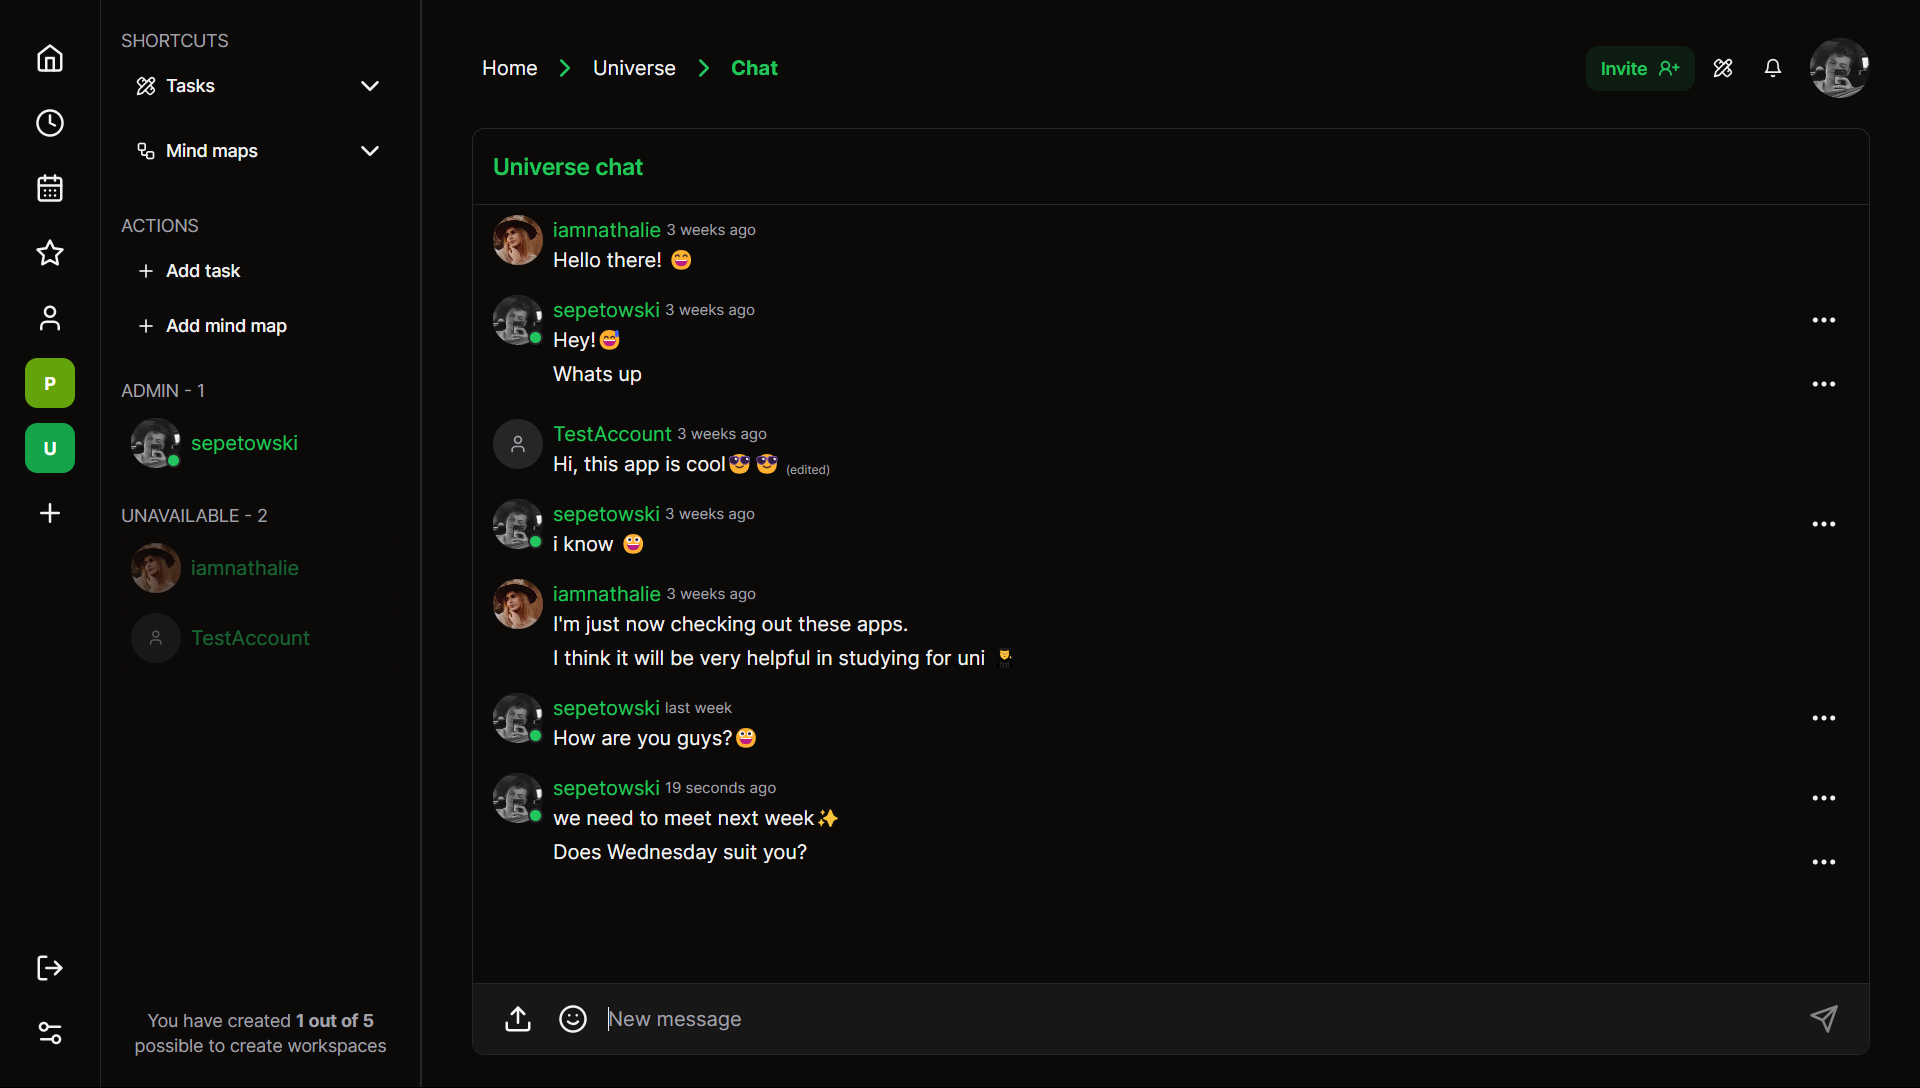 SHORTCUTS
Tasks
Mind maps
ACTIONS
Add task
Add mind map
ADMIN - 1
sepetowski
UNAVAILABLE - 2
iamnathalie
TestAccount
You have created 1 out of 5
possible to create workspaces
P
U
Home
Universe
Chat
Invite
Universe chat
iamnathalie 3 weeks ago
Hello there! 😄
sepetowski 3 weeks ago
Hey!😅
Whats up
TestAccount 3 weeks ago
Hi, this app is cool😎 😎 (edited)
sepetowski 3 weeks ago
i know 😀
iamnathalie 3 weeks ago
I'm just now checking out these apps.
I think it will be very helpful in studying for uni
sepetowski last week
How are you guys?😀
sepetowski 19 seconds ago
we need to meet next week✨
Does Wednesday suit you?
New message